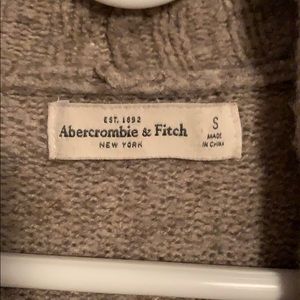 EST. 1892
Abercrombie & Fitch
NEW YORK
S
MADE
IN CHINA